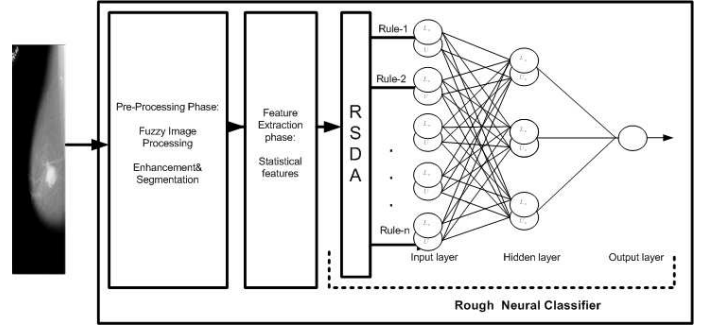 Pre-Processing Phase:
Fuzzy Image
Processing
Enhancement&
Segmentation
Feature
Extraction
phase:
Statistical
features
R
S
D
A
Rule-1
Rule-2
.
.
.
Rule-n
Input layer
Hidden layer
Output layer
Rough Neural Classifier